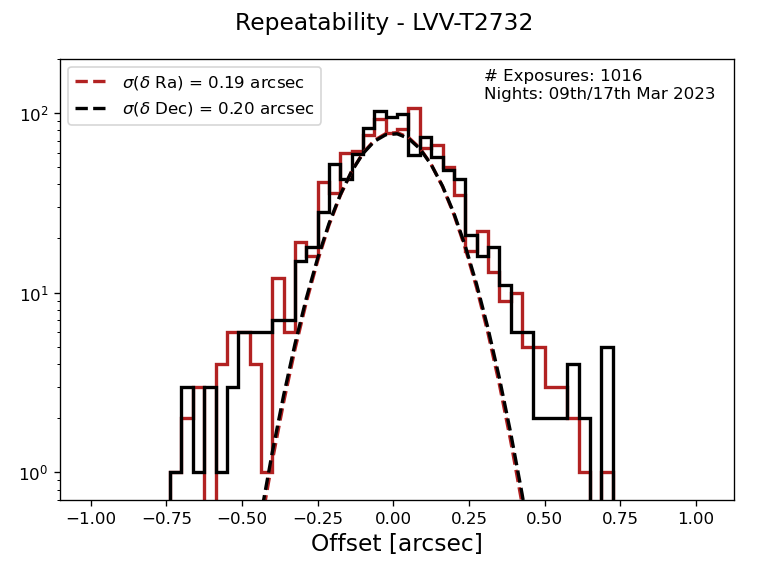 Repeatability - LVV-T2732
σ(δ Ra) = 0.19 arcsec
σ(δ Dec) = 0.20 arcsec
# Exposures: 1016
Nights: 09th/17th Mar 2023
10²
10¹
10⁰
−1.00 −0.75 −0.50 −0.25 0.00 0.25 0.50 0.75 1.00
Offset [arcsec]